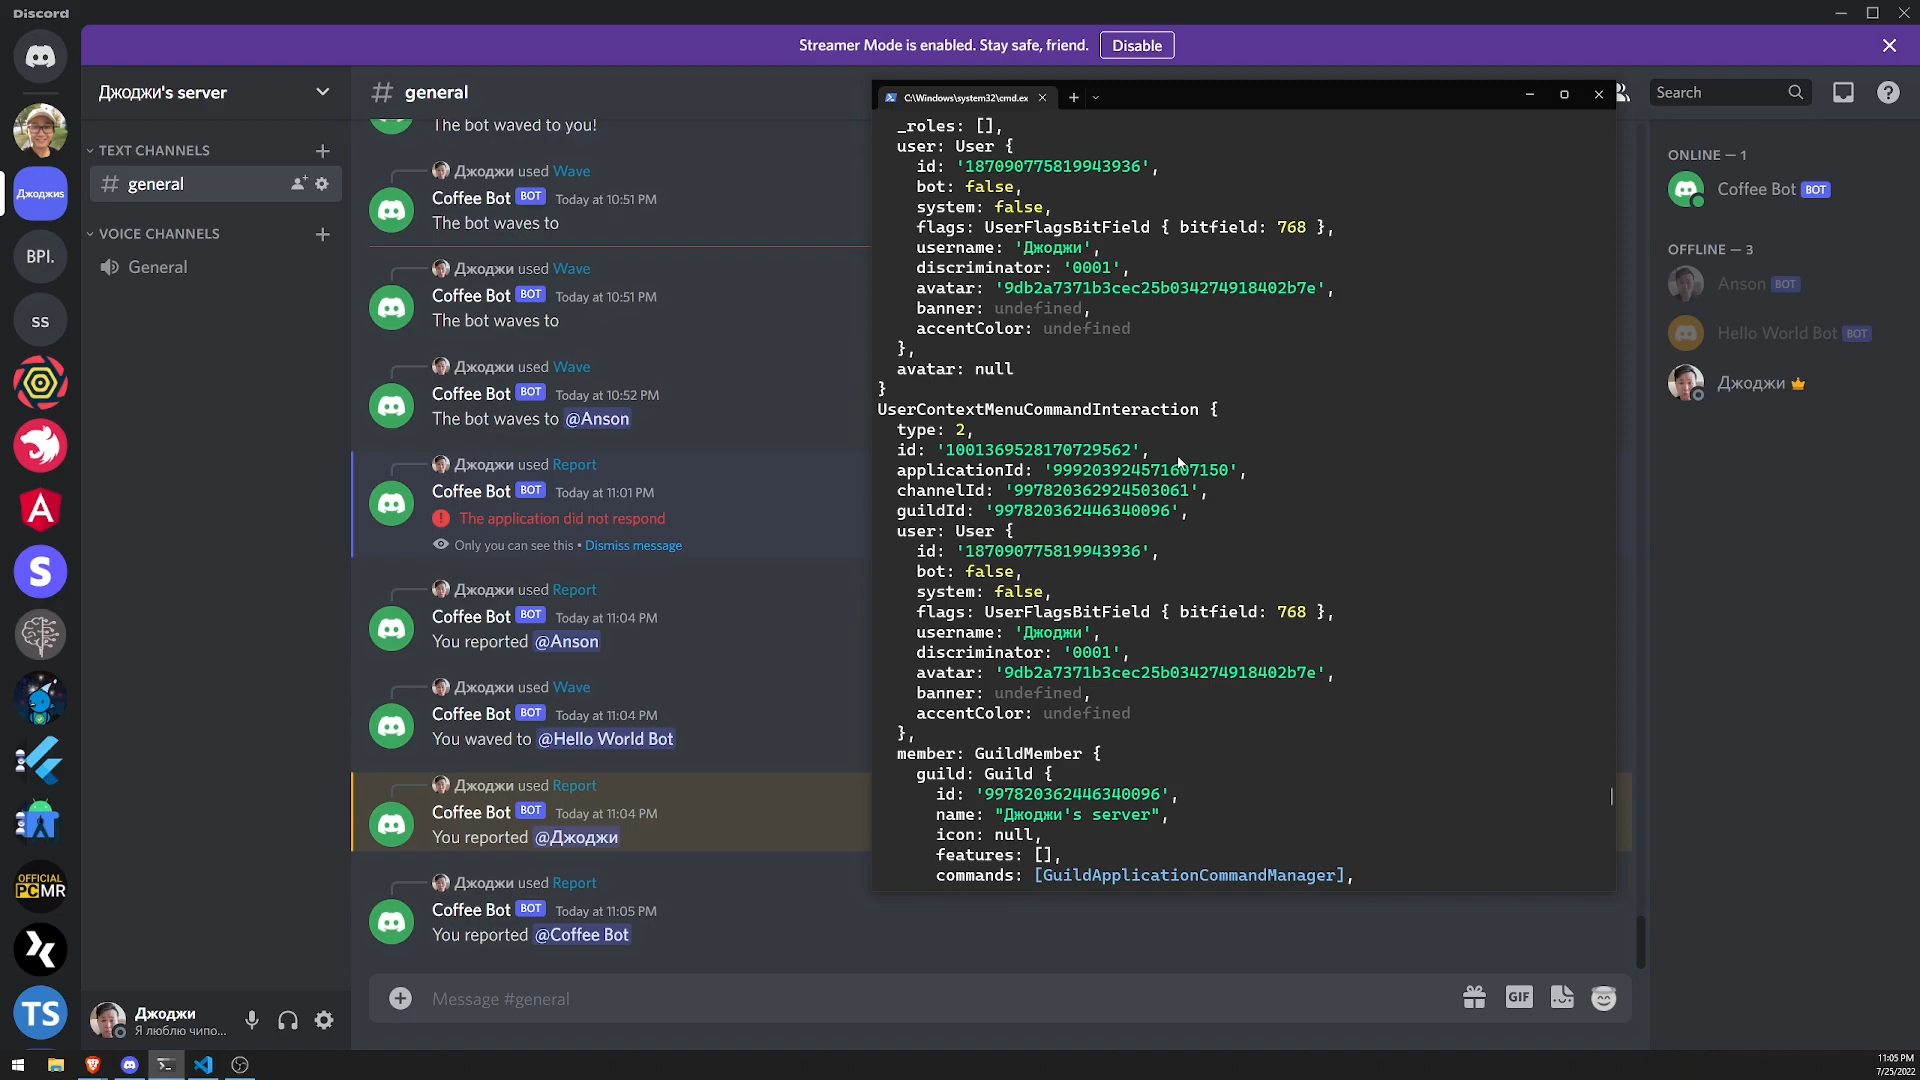 Discord
Streamer Mode is enabled. Stay safe, friend.
Disable
Джоджи's server
TEXT CHANNELS
general
VOICE CHANNELS
General
Джоджиs
BPI.
ss
S
OFFICIAL
PCMR
TS
general
The bot waved to you!
Джоджи used Wave
Coffee Bot BOT Today at 10:51 PM
The bot waves to
Джоджи used Wave
Coffee Bot BOT Today at 10:51 PM
The bot waves to
Джоджи used Wave
Coffee Bot BOT Today at 10:52 PM
The bot waves to @Anson
Джоджи used Report
Coffee Bot BOT Today at 11:01 PM
The application did not respond
Only you can see this • Dismiss message
Джоджи used Report
Coffee Bot BOT Today at 11:04 PM
You reported @Anson
Джоджи used Wave
Coffee Bot BOT Today at 11:04 PM
You waved to @Hello World Bot
Джоджи used Report
Coffee Bot BOT Today at 11:04 PM
You reported @Джоджи
Джоджи used Report
Coffee Bot BOT Today at 11:05 PM
You reported @Coffee Bot
Message #general
GIF
Джоджи
Я люблю чипо...
C:\Windows\system32\cmd.ex
_roles: [],
user: User {
id: '187090775819943936',
bot: false,
system: false,
flags: UserFlagsBitField { bitfield: 768 },
username: 'Джоджи',
discriminator: '0001',
avatar: '9db2a7371b3cec25b034274918402b7e',
banner: undefined,
accentColor: undefined
},
avatar: null
}
UserContextMenuCommandInteraction {
type: 2,
id: '1001369528170729562',
applicationId: '999203924571607150',
channelId: '997820362924503061',
guildId: '997820362446340096',
user: User {
id: '187090775819943936',
bot: false,
system: false,
flags: UserFlagsBitField { bitfield: 768 },
username: 'Джоджи',
discriminator: '0001',
avatar: '9db2a7371b3cec25b034274918402b7e',
banner: undefined,
accentColor: undefined
},
member: GuildMember {
guild: Guild {
id: '997820362446340096',
name: "Джоджи's server",
icon: null,
features: [],
commands: [GuildApplicationCommandManager],
Search
ONLINE — 1
Coffee Bot BOT
OFFLINE — 3
Anson BOT
Hello World Bot BOT
Джоджи
11:05 PM
7/25/2022